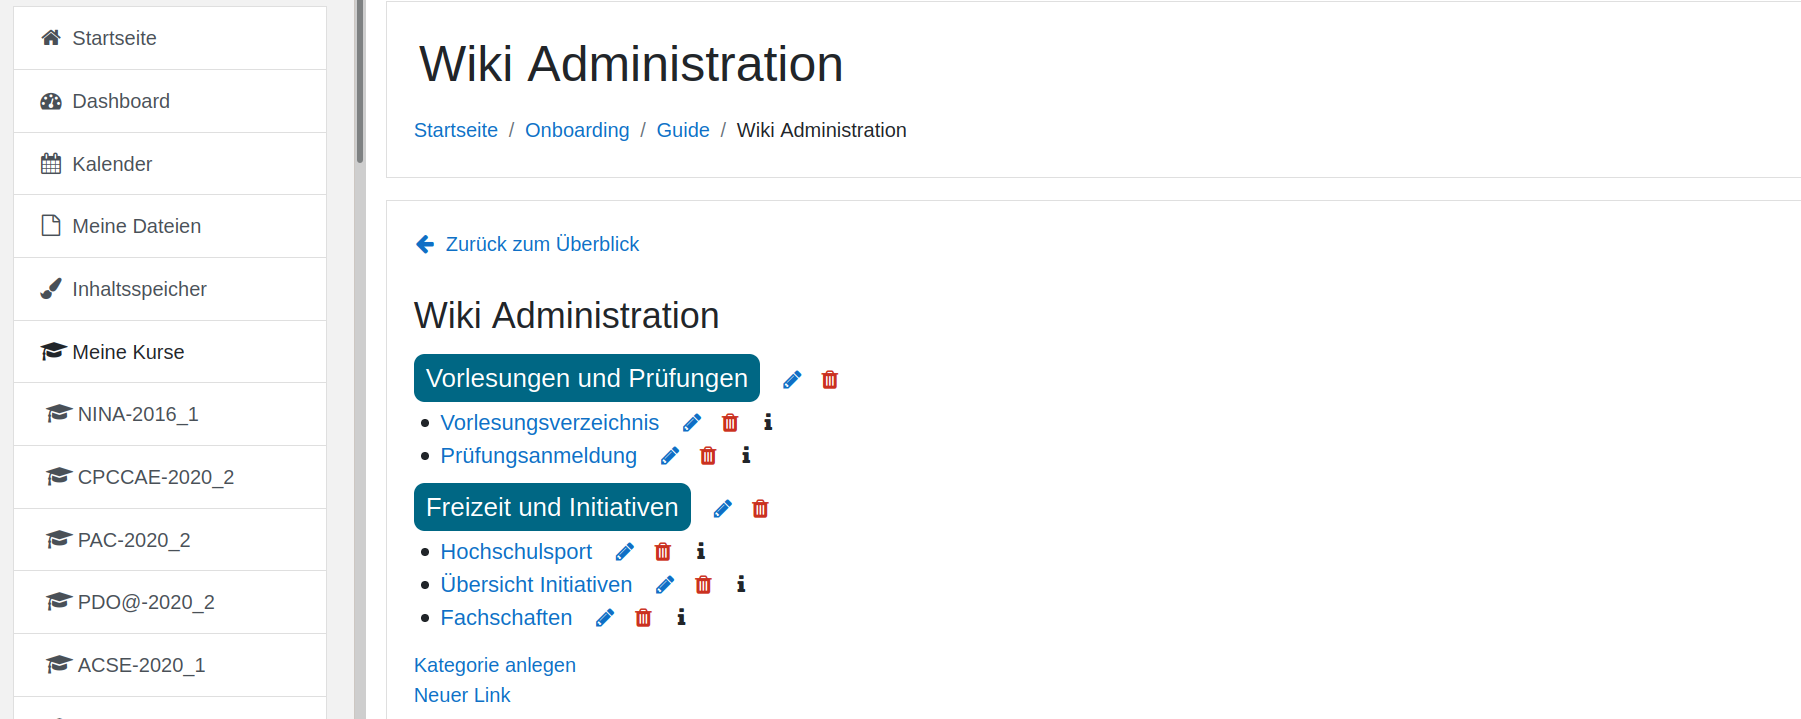 Startseite
Dashboard
Kalender
Meine Dateien
Inhaltsspeicher
Meine Kurse
NINA-2016_1
CPCCAE-2020_2
PAC-2020_2
PDO@-2020_2
ACSE-2020_1
Wiki Administration
Startseite / Onboarding / Guide / Wiki Administration
Zurück zum Überblick
Wiki Administration
Vorlesungen und Prüfungen
Vorlesungsverzeichnis
Prüfungsanmeldung
Freizeit und Initiativen
Hochschulsport
Übersicht Initiativen
Fachschaften
Kategorie anlegen
Neuer Link